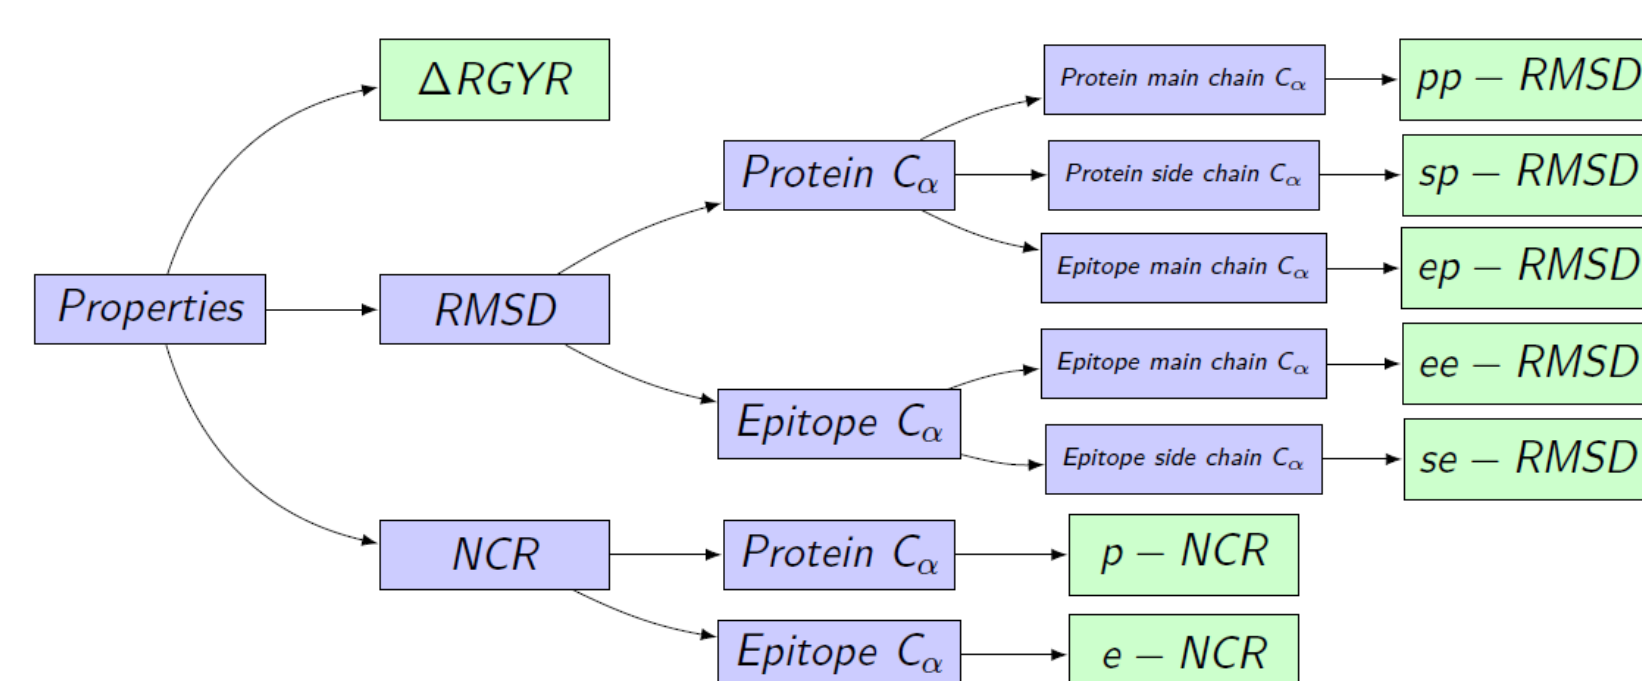 ΔRGYR
Protein main chain Cα
pp – RMSD
Protein Cα
Protein side chain Cα
sp – RMSD
Epitope main chain Cα
ep – RMSD
Properties
RMSD
Epitope main chain Cα
ee – RMSD
Epitope Cα
Epitope side chain Cα
se – RMSD
NCR
Protein Cα
p – NCR
Epitope Cα
e – NCR